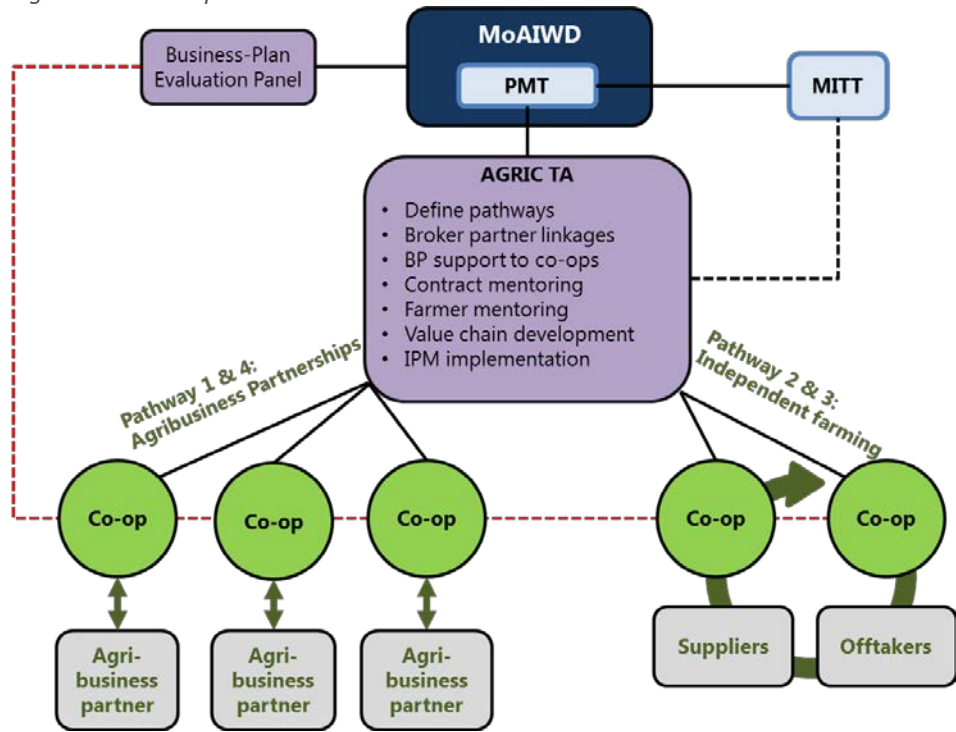 MoAIWD
Business-Plan
Evaluation Panel
PMT
MITT
AGRIC TA
• Define pathways
• Broker partner linkages
• BP support to co-ops
• Contract mentoring
• Farmer mentoring
• Value chain development
• IPM implementation
Pathway 1 & 4:
Agribusiness Partnerships
Pathway 2 & 3:
Independent farming
Co-op
Co-op
Co-op
Co-op
Co-op
Agri-
business
partner
Agri-
business
partner
Agri-
business
partner
Suppliers
Offtakers